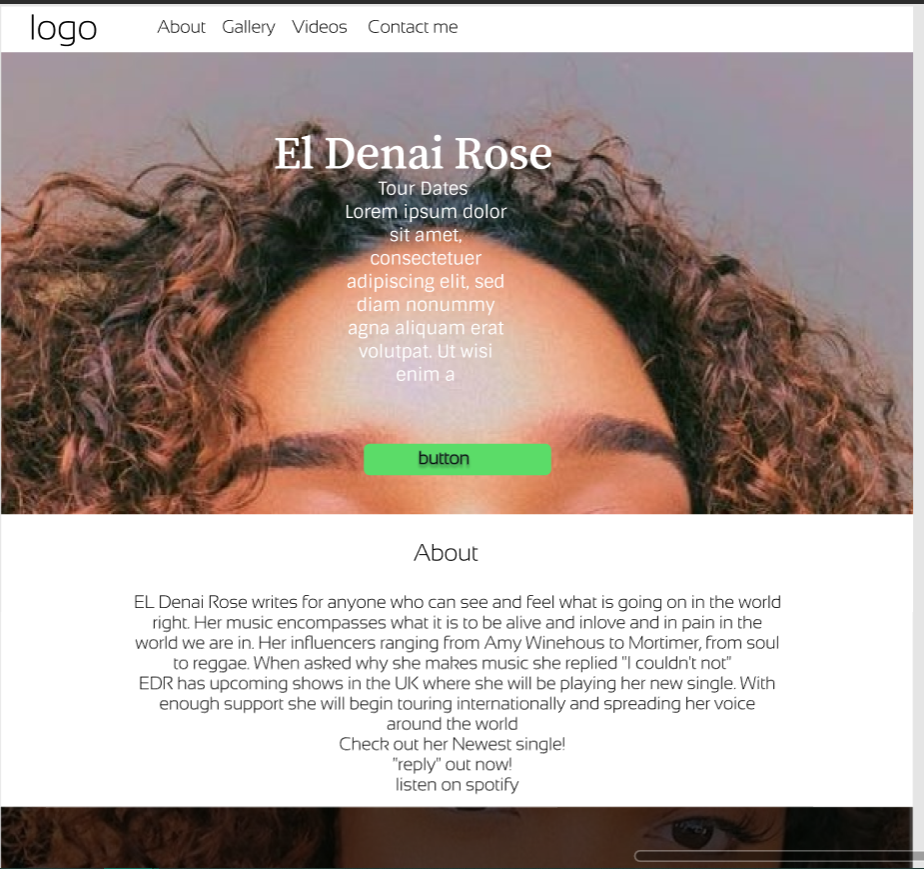 logo
About Gallery Videos Contact me
El Denai Rose
Tour Dates
Lorem ipsum dolor
sit amet,
consectetuer
adipiscing elit, sed
diam nonummy
agna aliquam erat
volutpat. Ut wisi
enim a
button
About
EL Denai Rose writes for anyone who can see and feel what is going on in the world
right. Her music encompasses what it is to be alive and inlove and in pain in the
world we are in. Her influencers ranging from Amy Winehous to Mortimer, from soul
to reggae. When asked why she makes music she replied "I couldn't not"
EDR has upcoming shows in the UK where she will be playing her new single. With
enough support she will begin touring internationally and spreading her voice
around the world
Check out her Newest single!
"reply" out now!
listen on spotify